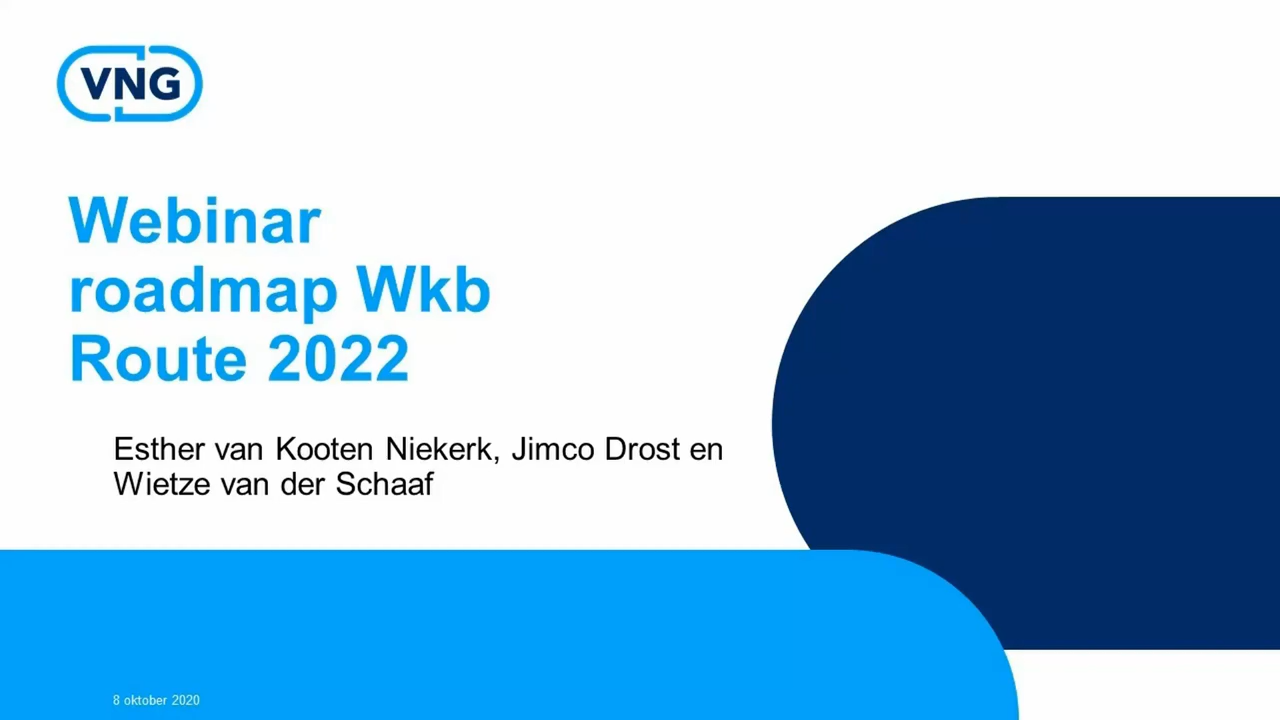 VNG
Webinar
roadmap Wkb
Route 2022
Esther van Kooten Niekerk, Jimco Drost en
Wietze van der Schaaf
8 oktober 2020